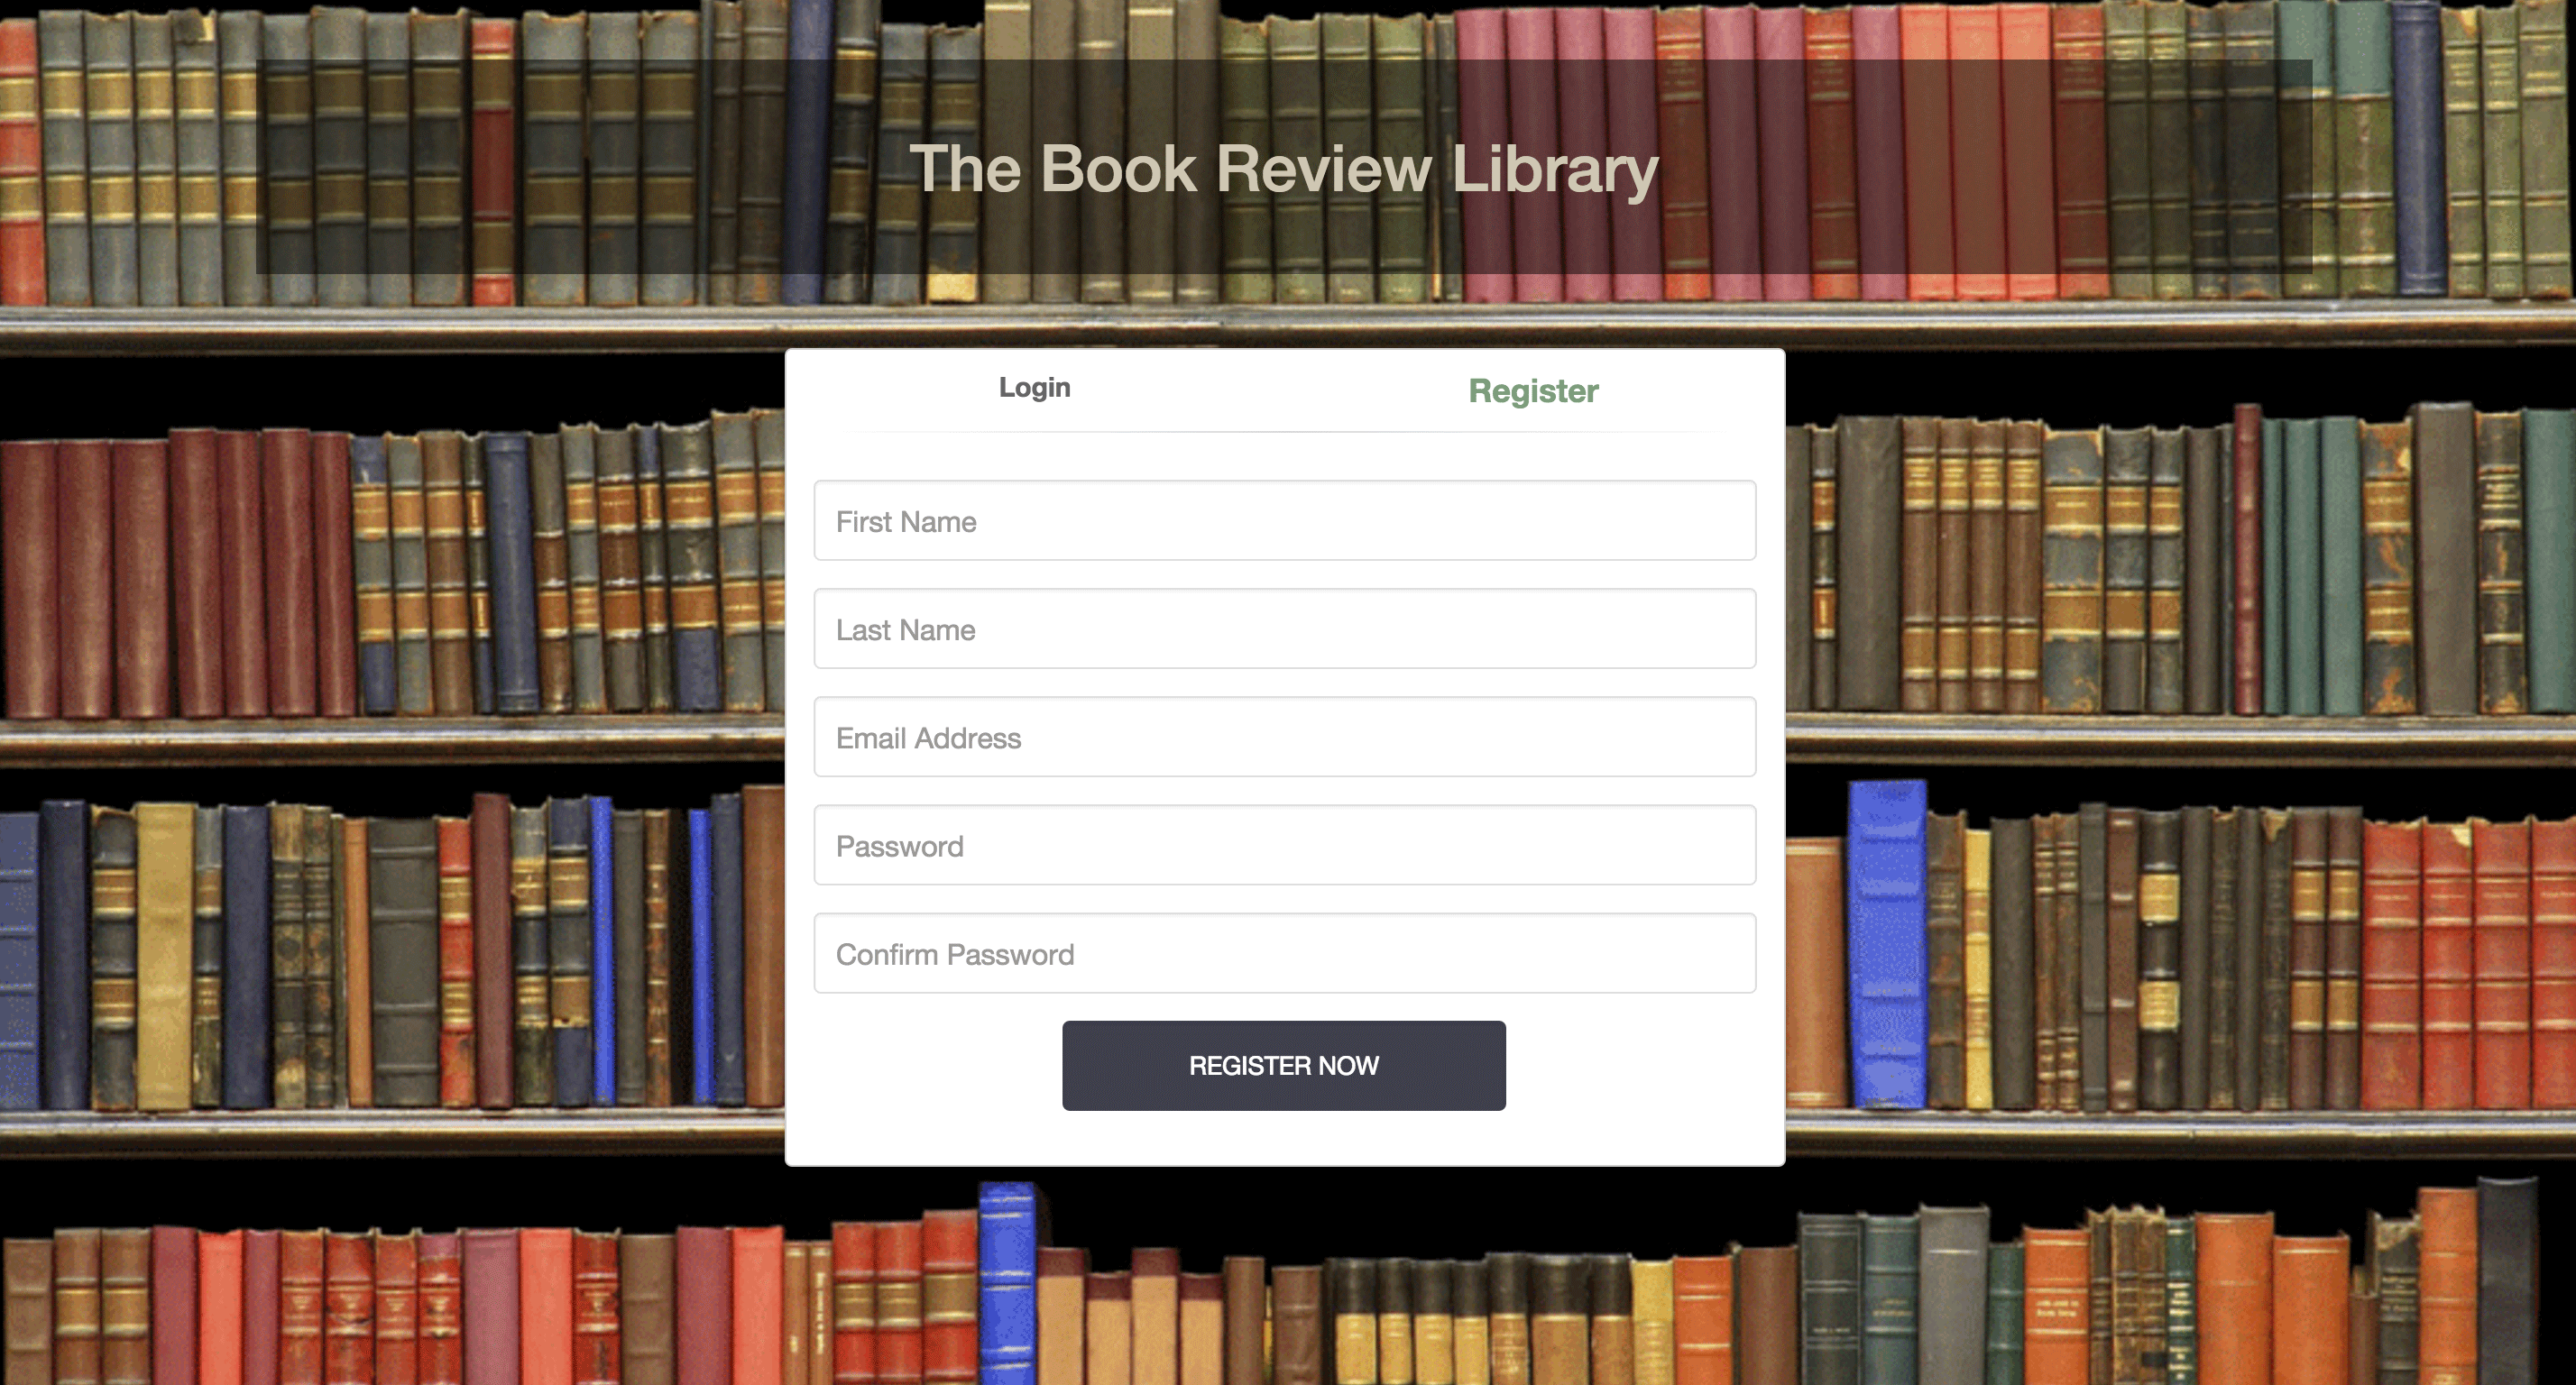 The Book Review Library
Login
Register
First Name
Last Name
Email Address
Password
Confirm Password
REGISTER NOW